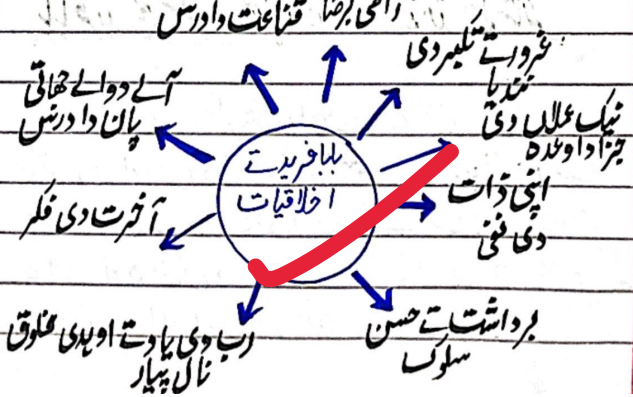 راضی برضا
قناعت دا درس
غرور تے تکبر دی
نندیا
آلے دوالے جھاتی
پان دا درس
نیک عملاں دی
جزا دا وعدہ
بابا فرید تے
اخلاقیات
اپنی ذات
دی نفی
آخرت دی فکر
برداشت تے حسن
سلوک
رب دی یاد تے اوہدی مخلوق
نال پیار